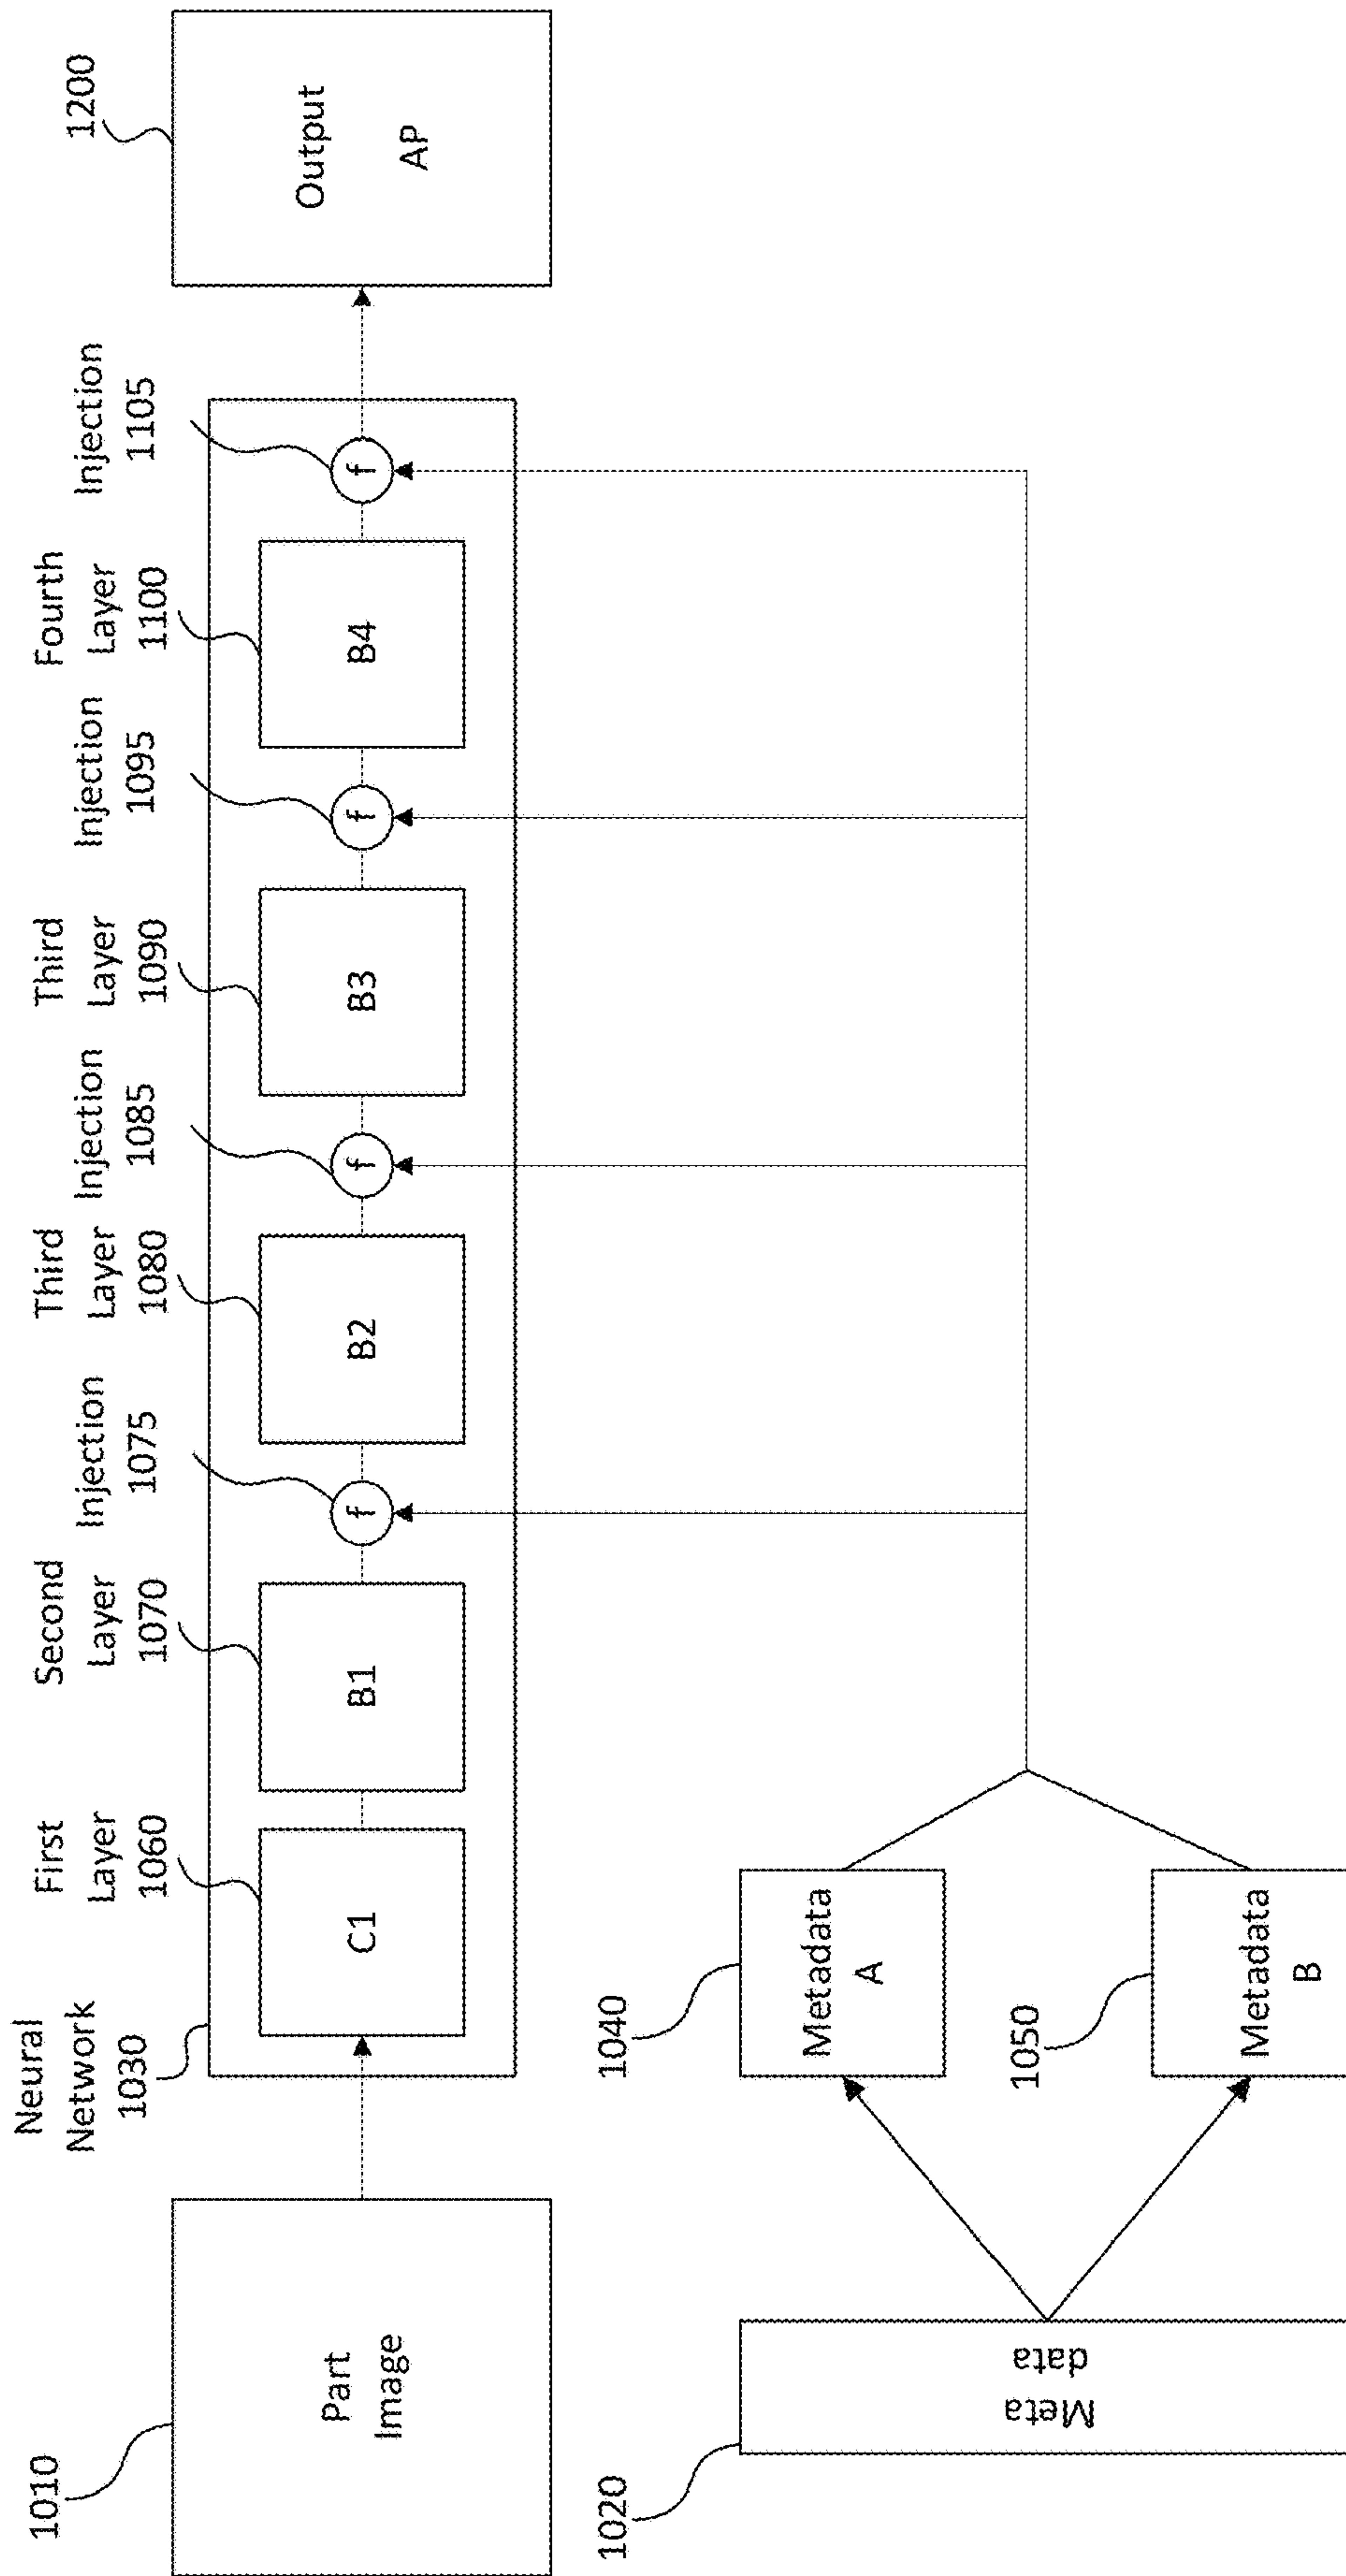 1010
Part
Image
Neural
Network
1030
First
Layer
1060
C1
Second
Layer
1070
B1
Injection
1075
f
Third
Layer
1080
B2
Injection
1085
f
Third
Layer
1090
B3
Injection
1095
f
Fourth
Layer
1100
B4
Injection
1105
f
1200
Output
AP
1020
Meta
data
1040
Metadata
A
1050
Metadata
B